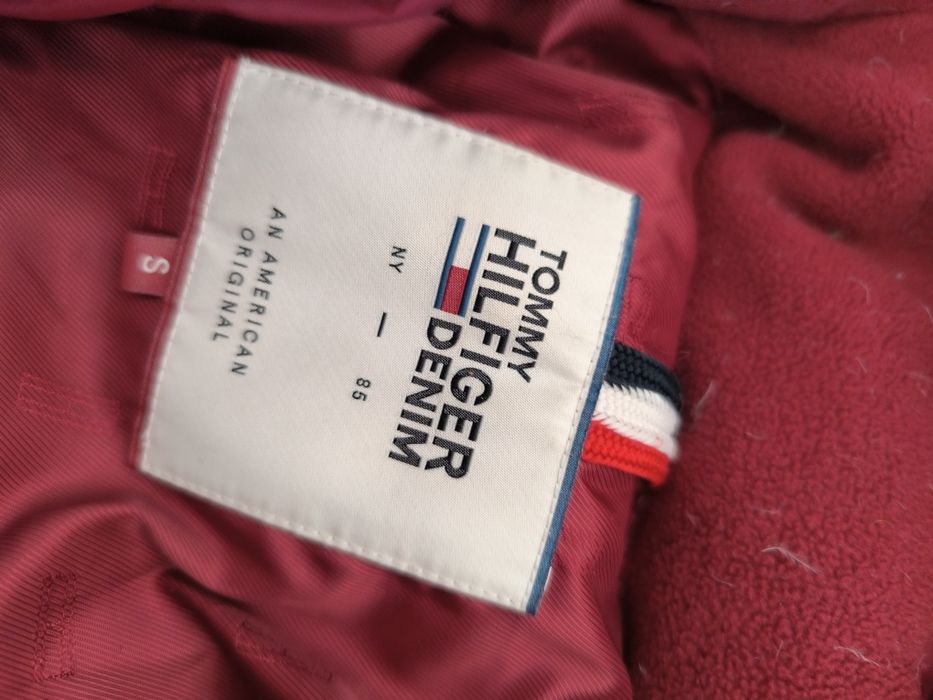 TOMMY
HILFIGER
DENIM
NY — 85
AN AMERICAN
ORIGINAL
S